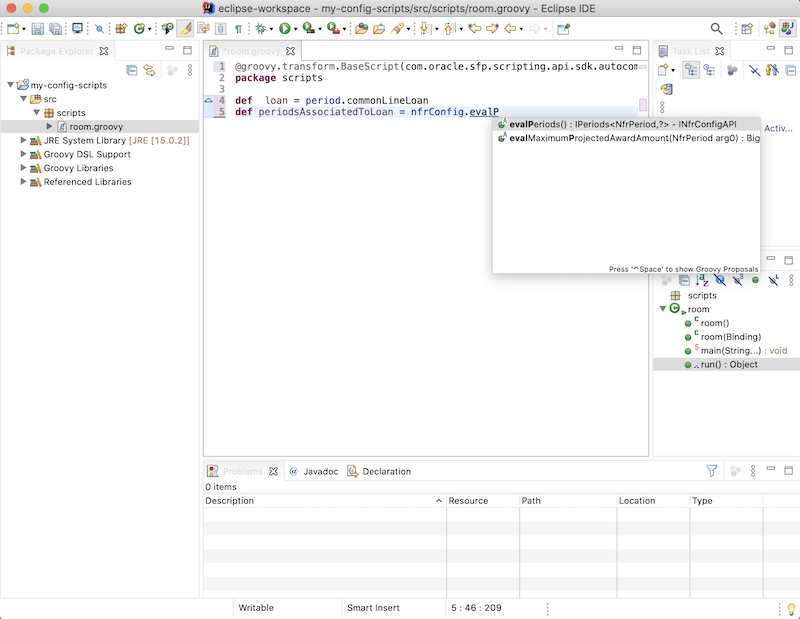 eclipse-workspace - my-config-scripts/src/scripts/room.groovy - Eclipse IDE
Package Explorer
my-config-scripts
src
scripts
room.groovy
JRE System Library [JRE [15.0.2]]
Groovy DSL Support
Groovy Libraries
Referenced Libraries
*room.groovy
1 @groovy.transform.BaseScript(com.oracle.sfp.scripting.api.sdk.autocom
2 package scripts
3
4 def  loan = period.commonLineLoan
5 def periodsAssociatedToLoan = nfrConfig.evalP
evalPeriods() : IPeriods<NfrPeriod,?> - INfrConfigAPI
evalMaximumProjectedAwardAmount(NfrPeriod arg0) : Big
Press '^Space' to show Groovy Proposals
Task List
Activ...
scripts
room
room()
room(Binding)
main(String...) : void
run() : Object
Problems
@ Javadoc
Declaration
0 items
Description
Resource
Path
Location
Type
Writable
Smart Insert
5 : 46 : 209